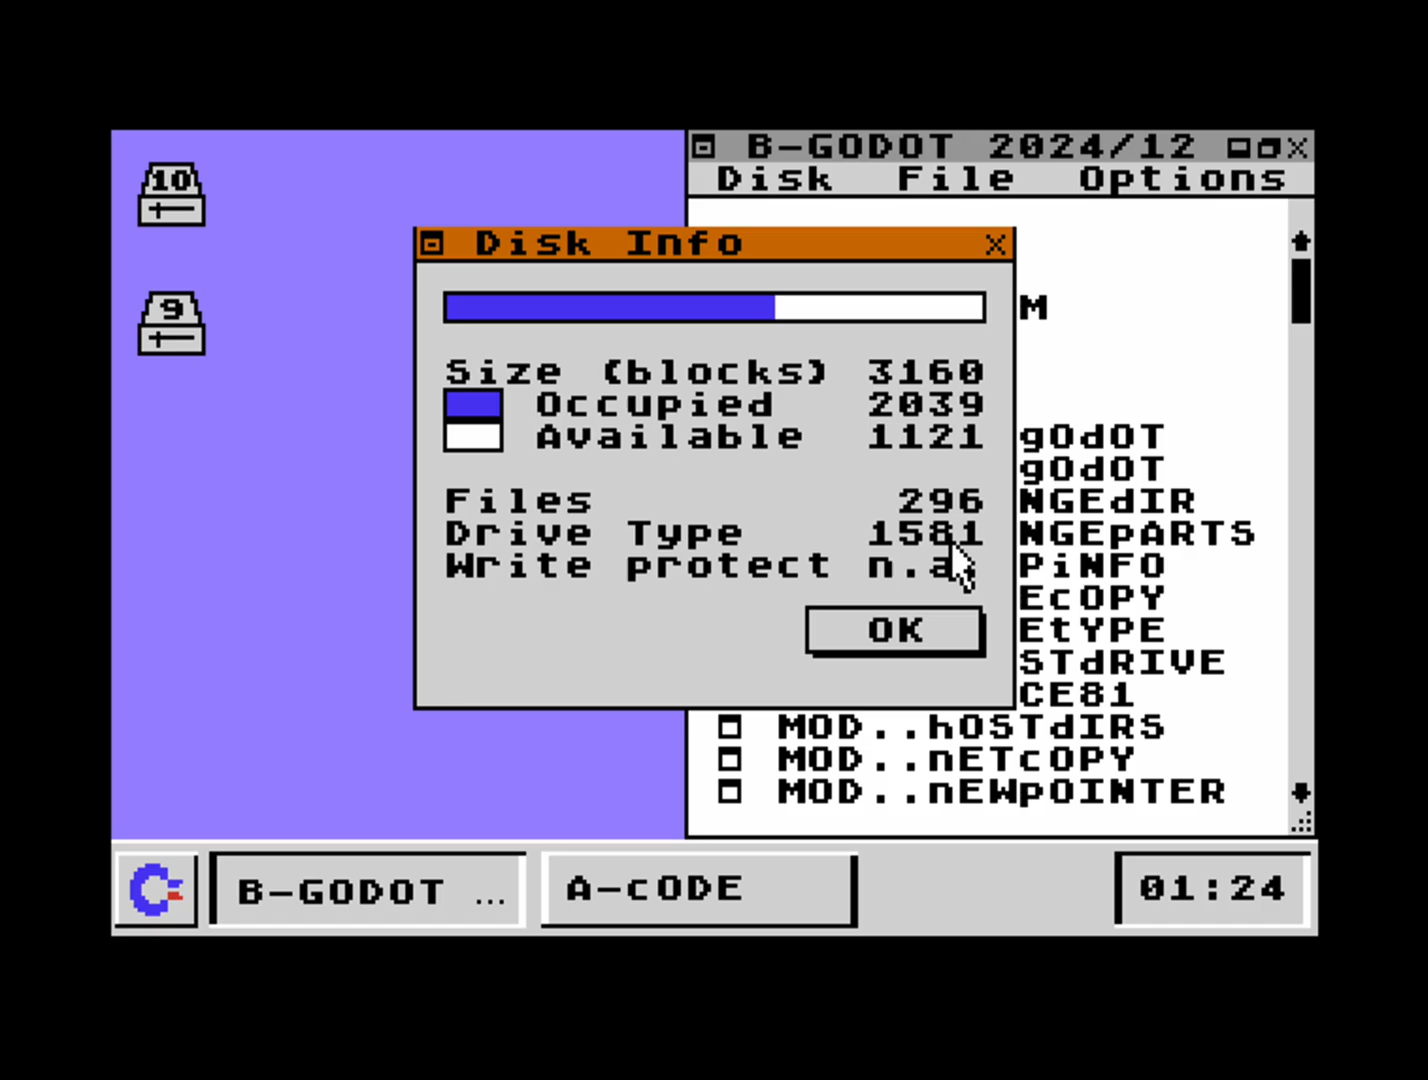 10
9
B-GODOT 2024/12
Disk File Options
Disk Info X
M
Size (blocks) 3160
Occupied 2039
Available 1121
gOdOT
gOdOT
Files 296
NGEdIR
Drive Type 1581
NGEpARTS
Write protect n.a.
PiNFO
EcOPY
OK
EtYPE
STdRIVE
CE81
MOD..hOSTdIRS
MOD..nETcOPY
MOD..nEWpOINTER
B-GODOT ...
A-cODE
01:24